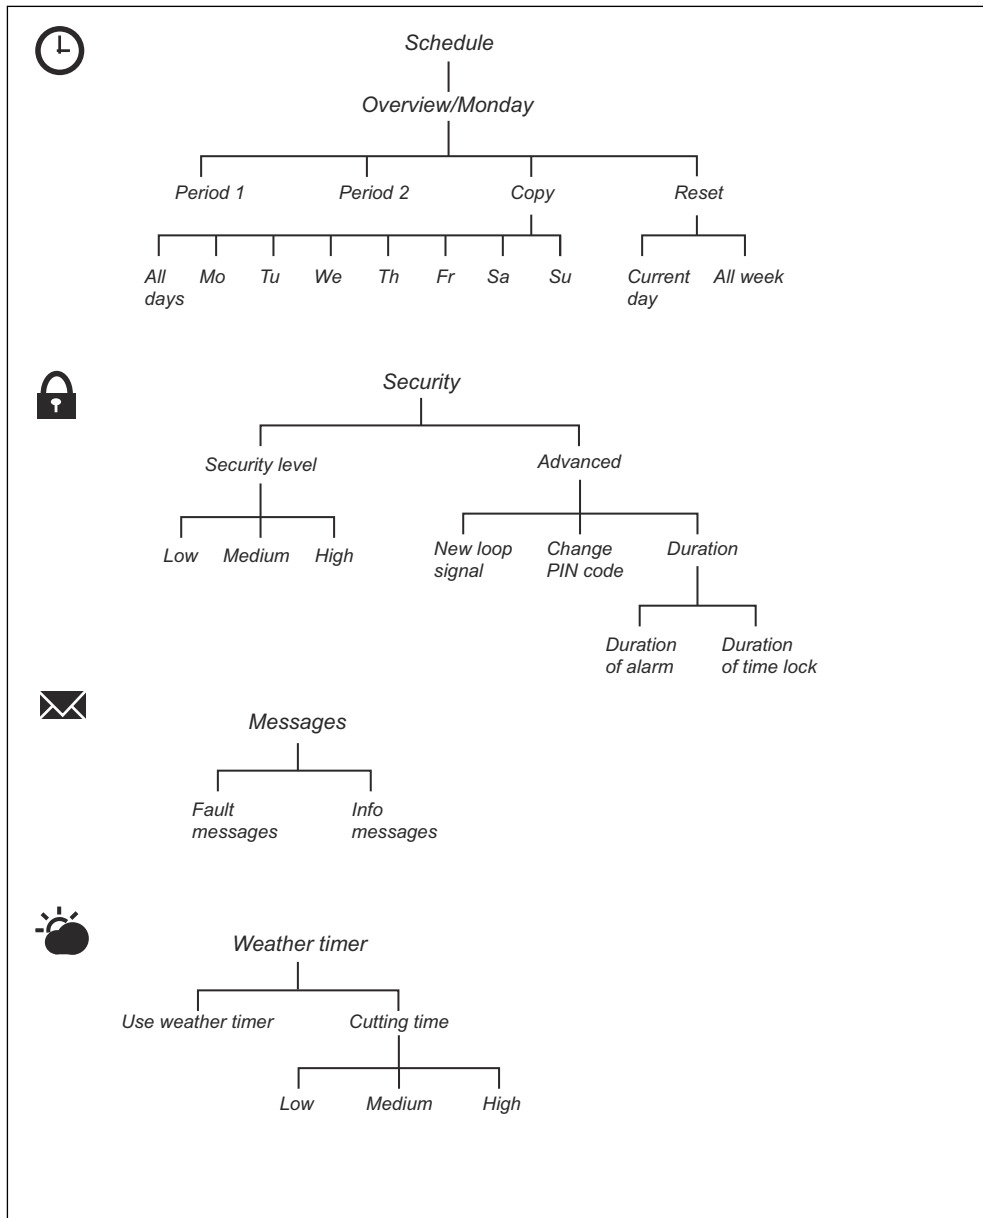 Schedule
Overview/Monday
Period 1 Period 2 Copy Reset
All Mo Tu We Th Fr Sa Su Current All week
days day
Security
Security level Advanced
Low Medium High New loop Change Duration
signal PIN code
Duration Duration
of alarm of time lock
Messages
Fault Info
messages messages
Weather timer
Use weather timer Cutting time
Low Medium High